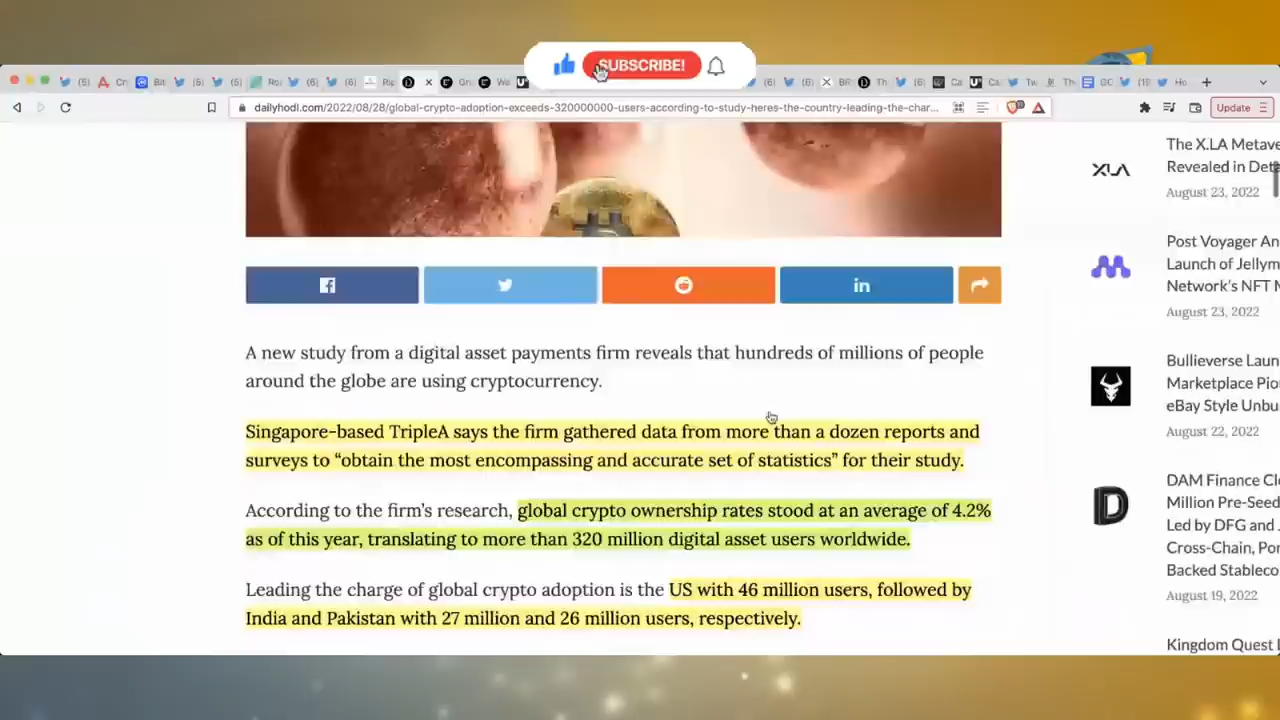 SUBSCRIBE!
dailyhodl.com/2022/08/28/global-crypto-adoption-exceeds-320000000-users-according-to-study-heres-the-country-leading-the-char...
Update
The X.LA Metave
Revealed in Deta
August 23, 2022
Post Voyager An
Launch of Jellym
Network's NFT M
August 23, 2022
Bullieverse Laun
Marketplace Pio
eBay Style Unbu
August 22, 2022
DAM Finance Clo
Million Pre-Seed
Led by DFG and J
Cross-Chain, Por
Backed Stableco
August 19, 2022
Kingdom Quest L
XLA
A new study from a digital asset payments firm reveals that hundreds of millions of people
around the globe are using cryptocurrency.
Singapore-based TripleA says the firm gathered data from more than a dozen reports and
surveys to “obtain the most encompassing and accurate set of statistics” for their study.
According to the firm’s research, global crypto ownership rates stood at an average of 4.2%
as of this year, translating to more than 320 million digital asset users worldwide.
Leading the charge of global crypto adoption is the US with 46 million users, followed by
India and Pakistan with 27 million and 26 million users, respectively.